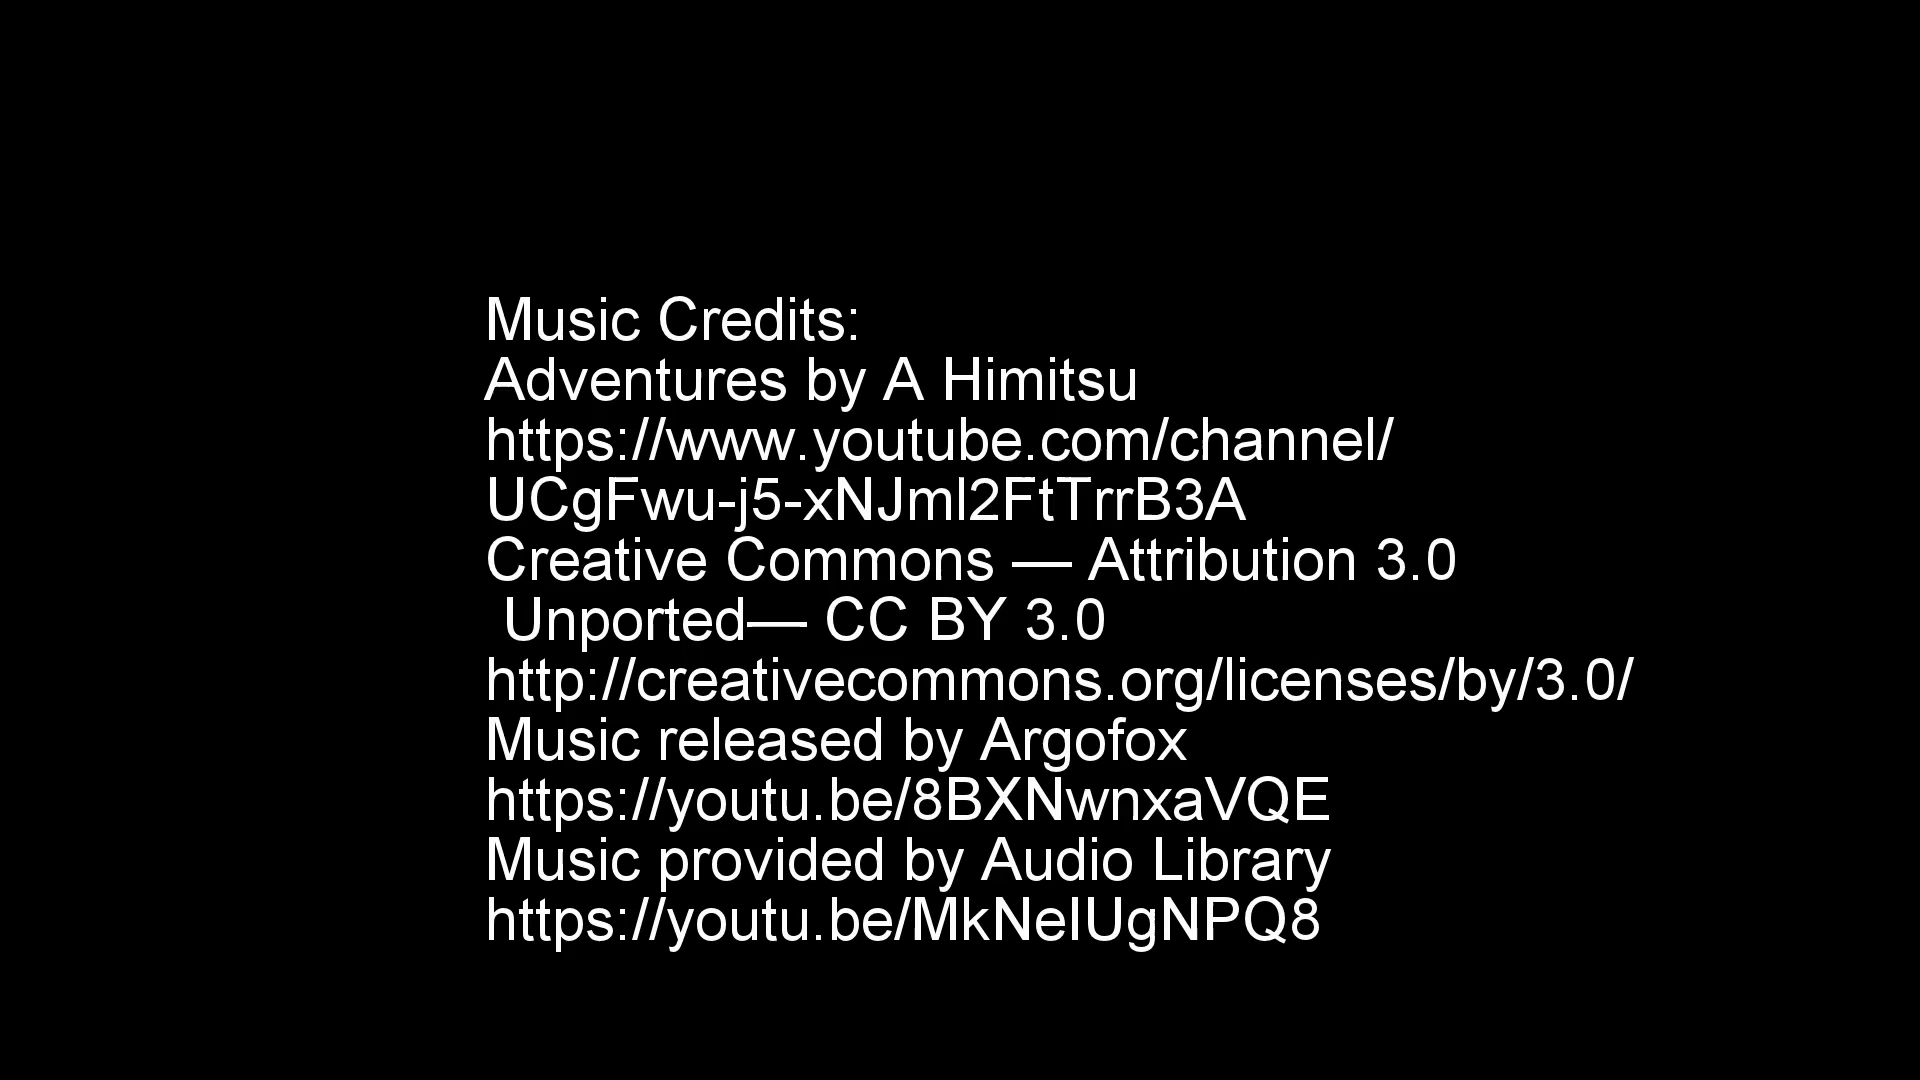 Music Credits:
Adventures by A Himitsu
https://www.youtube.com/channel/
UCgFwu-j5-xNJml2FtTrrB3A
Creative Commons — Attribution 3.0
Unported— CC BY 3.0
http://creativecommons.org/licenses/by/3.0/
Music released by Argofox
https://youtu.be/8BXNwnxaVQE
Music provided by Audio Library
https://youtu.be/MkNeIUgNPQ8